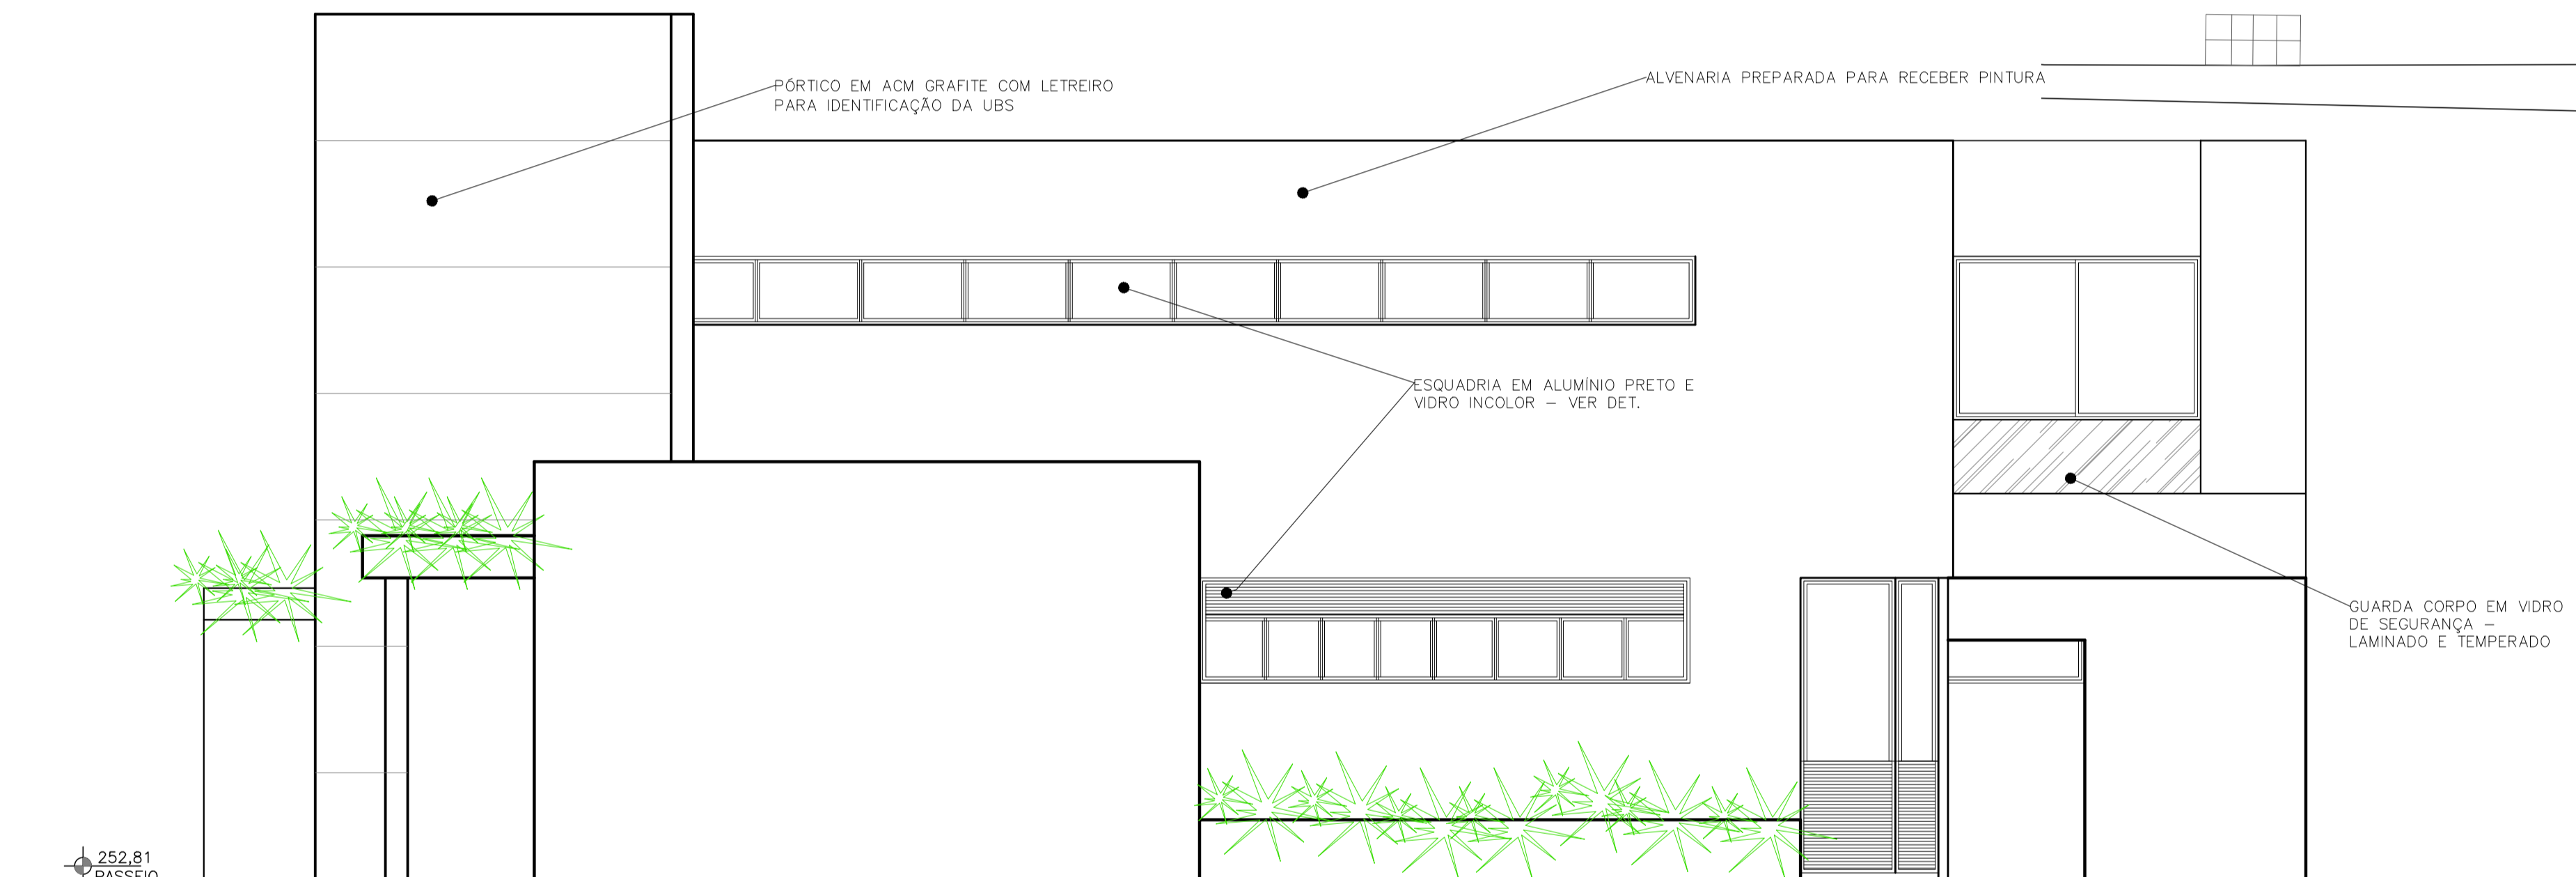 PÓRTICO EM ACM GRAFITE COM LETREIRO
PARA IDENTIFICAÇÃO DA UBS
ALVENARIA PREPARADA PARA RECEBER PINTURA
ESQUADRIA EM ALUMÍNIO PRETO E
VIDRO INCOLOR – VER DET.
GUARDA CORPO EM VIDRO
DE SEGURANÇA –
LAMINADO E TEMPERADO
252,81
PASSEIO